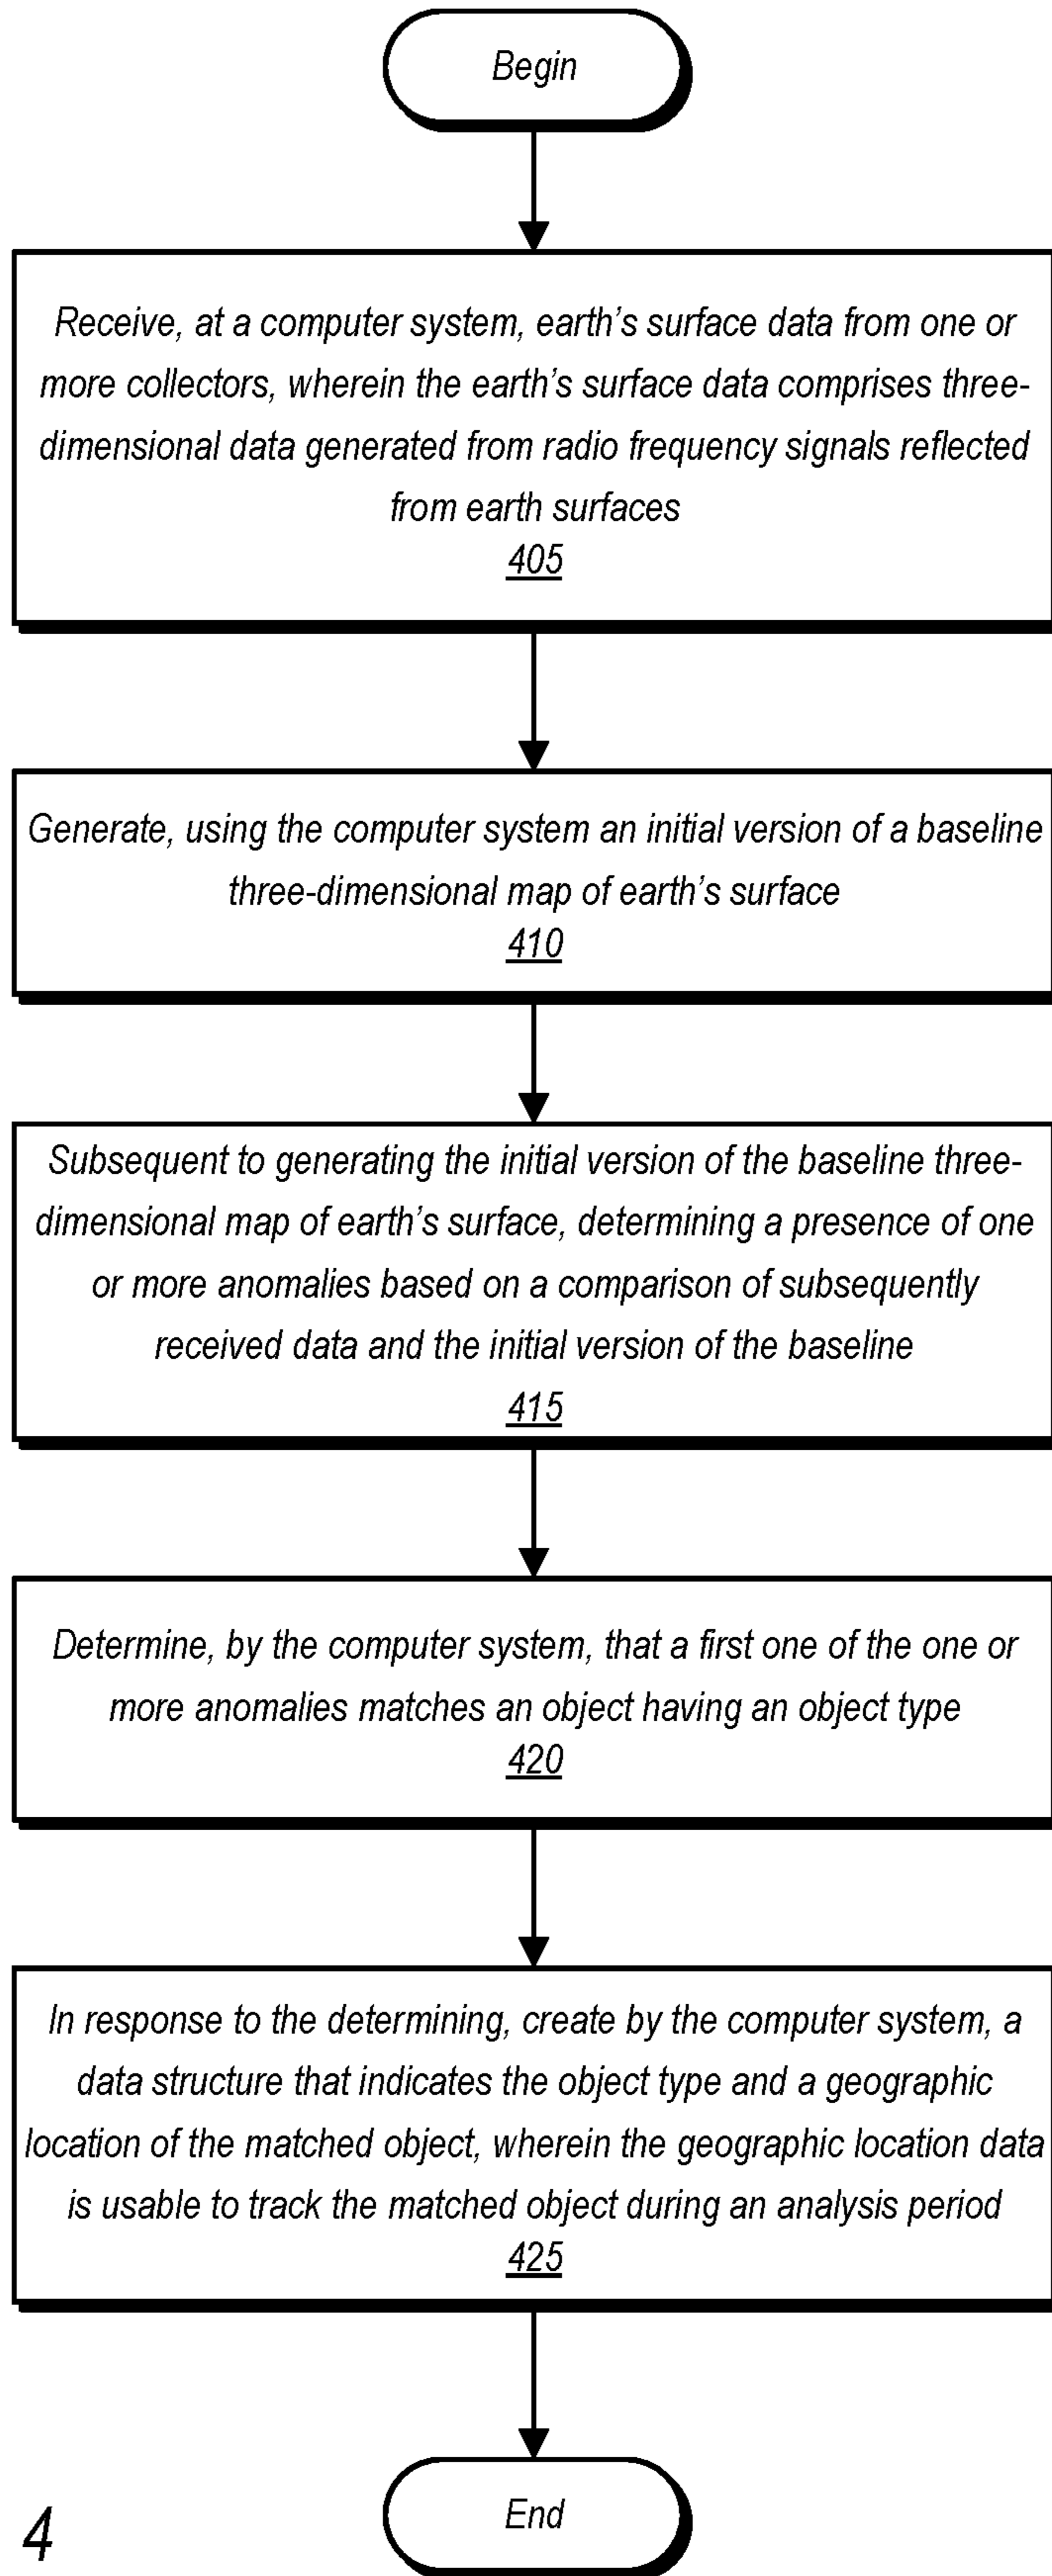 Begin
Receive, at a computer system, earth's surface data from one or
more collectors, wherein the earth's surface data comprises three-
dimensional data generated from radio frequency signals reflected
from earth surfaces
405
Generate, using the computer system an initial version of a baseline
three-dimensional map of earth's surface
410
Subsequent to generating the initial version of the baseline three-
dimensional map of earth's surface, determining a presence of one
or more anomalies based on a comparison of subsequently
received data and the initial version of the baseline
415
Determine, by the computer system, that a first one of the one or
more anomalies matches an object having an object type
420
In response to the determining, create by the computer system, a
data structure that indicates the object type and a geographic
location of the matched object, wherein the geographic location data
is usable to track the matched object during an analysis period
425
End
4